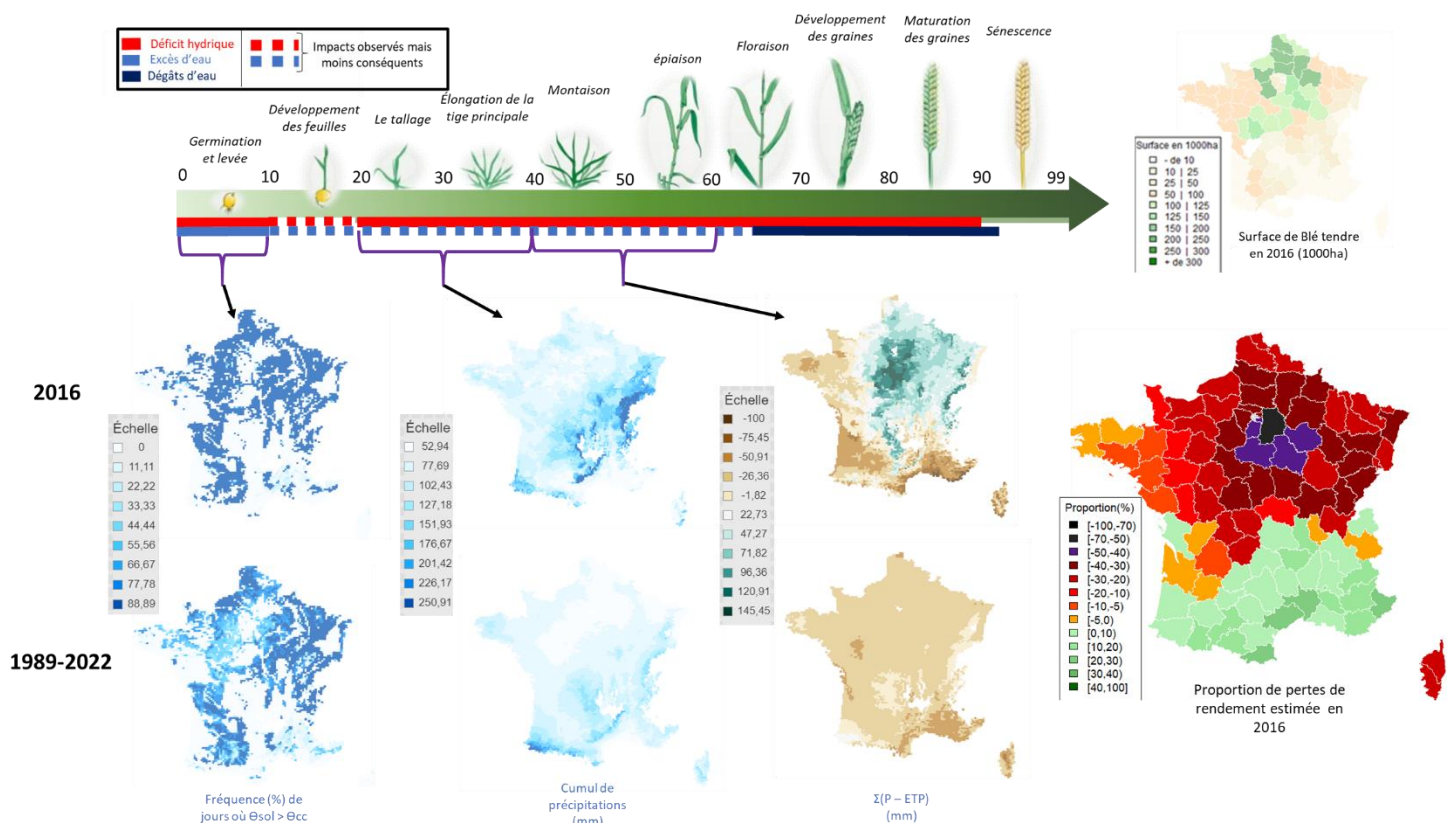 Déficit hydrique
Excès d'eau
Dégâts d'eau
Impacts observés mais
moins conséquents
Germination
et levée
Développement
des feuilles
Le tallage
Élongation de la
tige principale
Montaison
épiaison
Floraison
Développement
des graines
Maturation
des graines
Sénescence
0 10 20 30 40 50 60 70 80 90 99
Surface en 1000ha
- de 10
10 | 25
25 | 50
50 | 100
100 | 125
125 | 150
150 | 200
200 | 250
250 | 300
+ de 300
Surface de Blé tendre
en 2016 (1000ha)
2016
Échelle
0
11,11
22,22
33,33
44,44
55,56
66,67
77,78
88,89
Échelle
52,94
77,69
102,43
127,18
151,93
176,67
201,42
226,17
250,91
Échelle
-100
-75,45
-50,91
-26,36
-1,82
22,73
47,27
71,82
96,36
120,91
145,45
1989-2022
Fréquence (%) de
jours où ϴsol > ϴcc
Cumul de
précipitations
(mm)
Σ(P – ETP)
(mm)
Proportion(%)
[-100,-70)
[-70,-50)
[-50,-40)
[-40,-30)
[-30,-20)
[-20,-10)
[-10,-5)
[-5,0)
[0,10)
[10,20)
[20,30)
[30,40)
[40,100]
Proportion de pertes de
rendement estimée en
2016